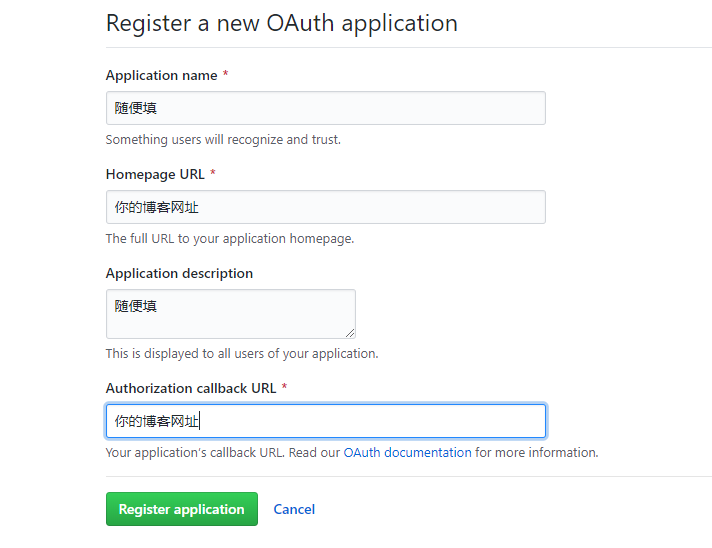 Register a new OAuth application
Application name *
随便填
Something users will recognize and trust.
Homepage URL *
你的博客网址
The full URL to your application homepage.
Application description
随便填
This is displayed to all users of your application.
Authorization callback URL *
你的博客网址
Your application's callback URL. Read our OAuth documentation for more information.
Register application Cancel